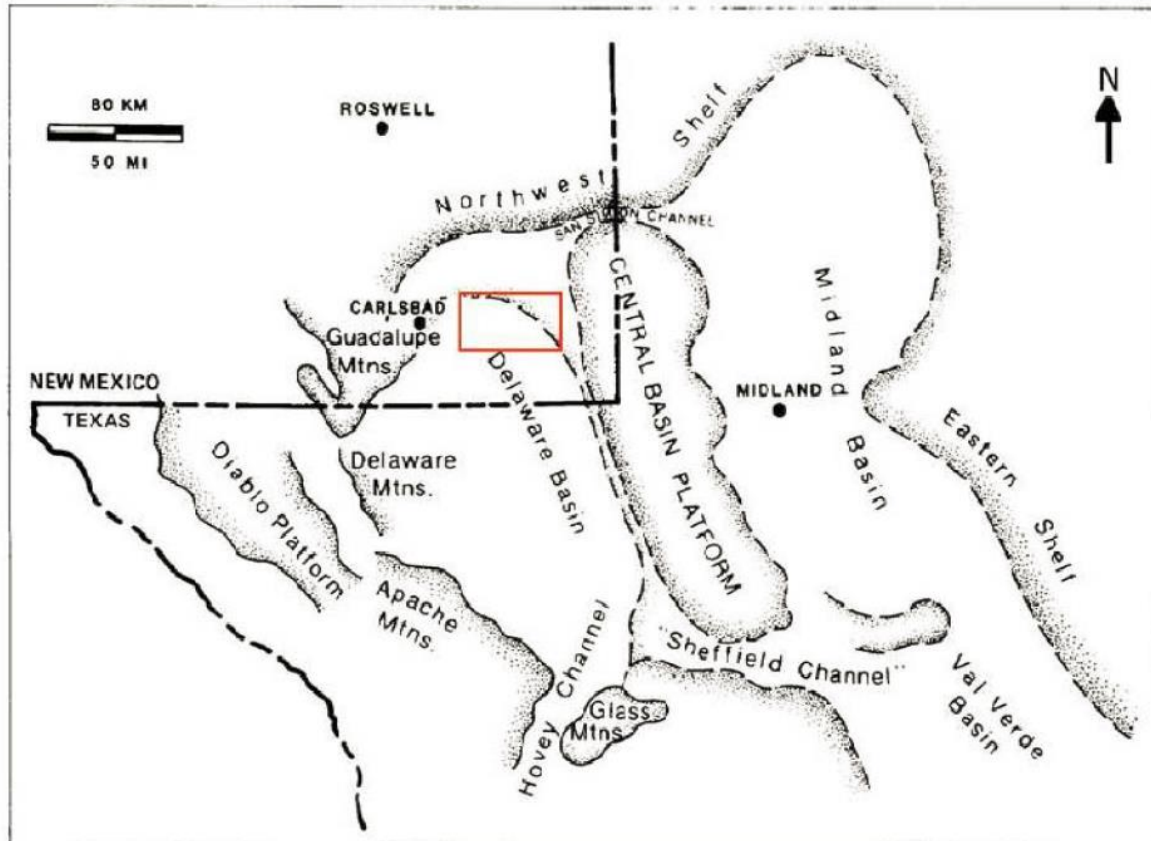 80 KM
50 MI
ROSWELL
N
Shelf
Northwest
SAN SIMON CHANNEL
CARLSBAD
Guadalupe
Mtns.
NEW MEXICO
TEXAS
CENTRAL BASIN PLATFORM
Midland
Basin
MIDLAND
Delaware Basin
Delaware
Mtns.
Diablo Platform
Apache
Mtns.
Eastern
Shelf
"Sheffield Channel"
Hovey Channel
Glass
Mtns.
Val Verde
Basin